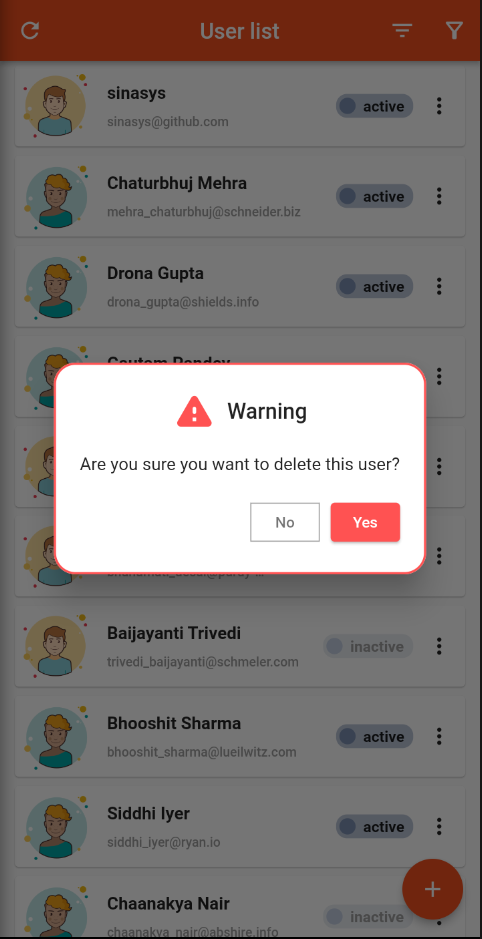 User list
sinasys
active
sinasys@github.com
Chaturbhuj Mehra
active
mehra_chaturbhuj@schneider.biz
Drona Gupta
active
drona_gupta@shields.info
Warning
Are you sure you want to delete this user?
No
Yes
Baijayanti Trivedi
inactive
trivedi_baijayanti@schmeler.com
Bhooshit Sharma
active
bhooshit_sharma@lueilwitz.com
Siddhi Iyer
active
siddhi_iyer@ryan.io
Chaanakya Nair
inactive
chaanakya_nair@abshire.info